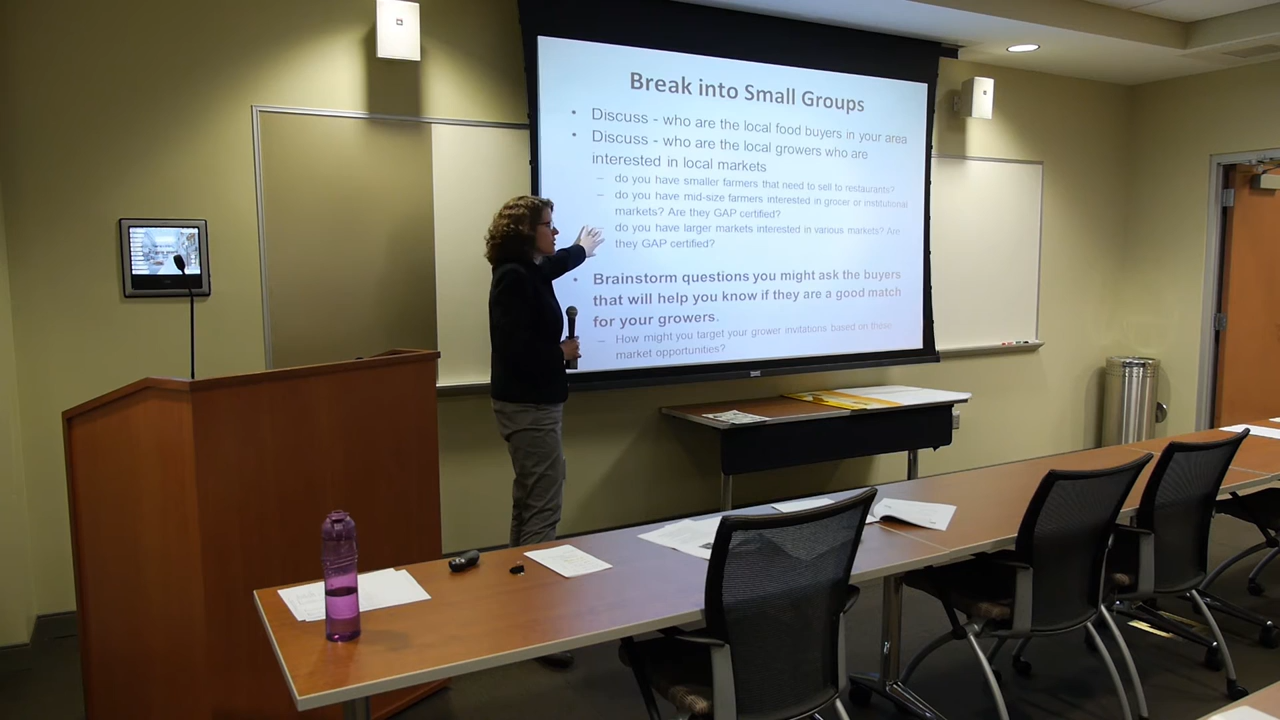 Break into Small Groups
• Discuss - who are the local food buyers in your area
• Discuss - who are the local growers who are
interested in local markets
– do you have smaller farmers that need to sell to restaurants?
– do you have mid-size farmers interested in grocer or institutional
markets? Are they GAP certified?
do you have larger markets interested in various markets? Are
they GAP certified?
• Brainstorm questions you might ask the buyers
that will help you know if they are a good match
for your growers.
– How might you target your grower invitations based on those
market opportunities?